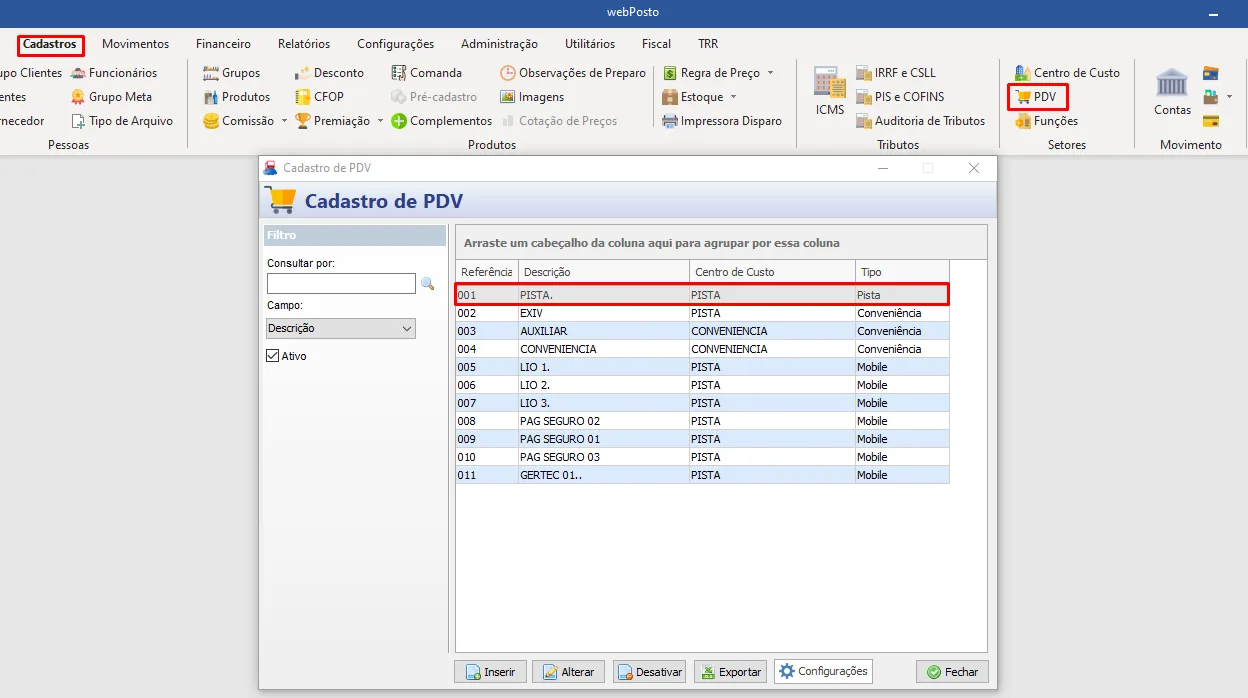 webPosto
Cadastros Movimentos Financeiro Relatórios Configurações Administração Utilitários Fiscal TRR
upo Clientes Funcionários Grupos Desconto Comanda Observações de Preparo Regra de Preço IRRF e CSLL Centro de Custo
entes Grupo Meta Produtos CFOP Pré-cadastro Imagens Estoque ICMS PIS e COFINS PDV Contas
rnecedor Tipo de Arquivo Comissão Premiação Complementos Cotação de Preços Impressora Disparo Auditoria de Tributos Funções
Pessoas Produtos Tributos Setores Movimento
Cadastro de PDV
Cadastro de PDV
Filtro
Consultar por:
Campo:
Descrição
Ativo
Arraste um cabeçalho da coluna aqui para agrupar por essa coluna
Referência Descrição Centro de Custo Tipo
001 PISTA. PISTA Pista
002 EXIV PISTA Conveniência
003 AUXILIAR CONVENIENCIA Conveniência
004 CONVENIENCIA CONVENIENCIA Conveniência
005 LIO 1. PISTA Mobile
006 LIO 2. PISTA Mobile
007 LIO 3. PISTA Mobile
008 PAG SEGURO 02 PISTA Mobile
009 PAG SEGURO 01 PISTA Mobile
010 PAG SEGURO 03 PISTA Mobile
011 GERTEC 01.. PISTA Mobile
Inserir Alterar Desativar Exportar Configurações Fechar